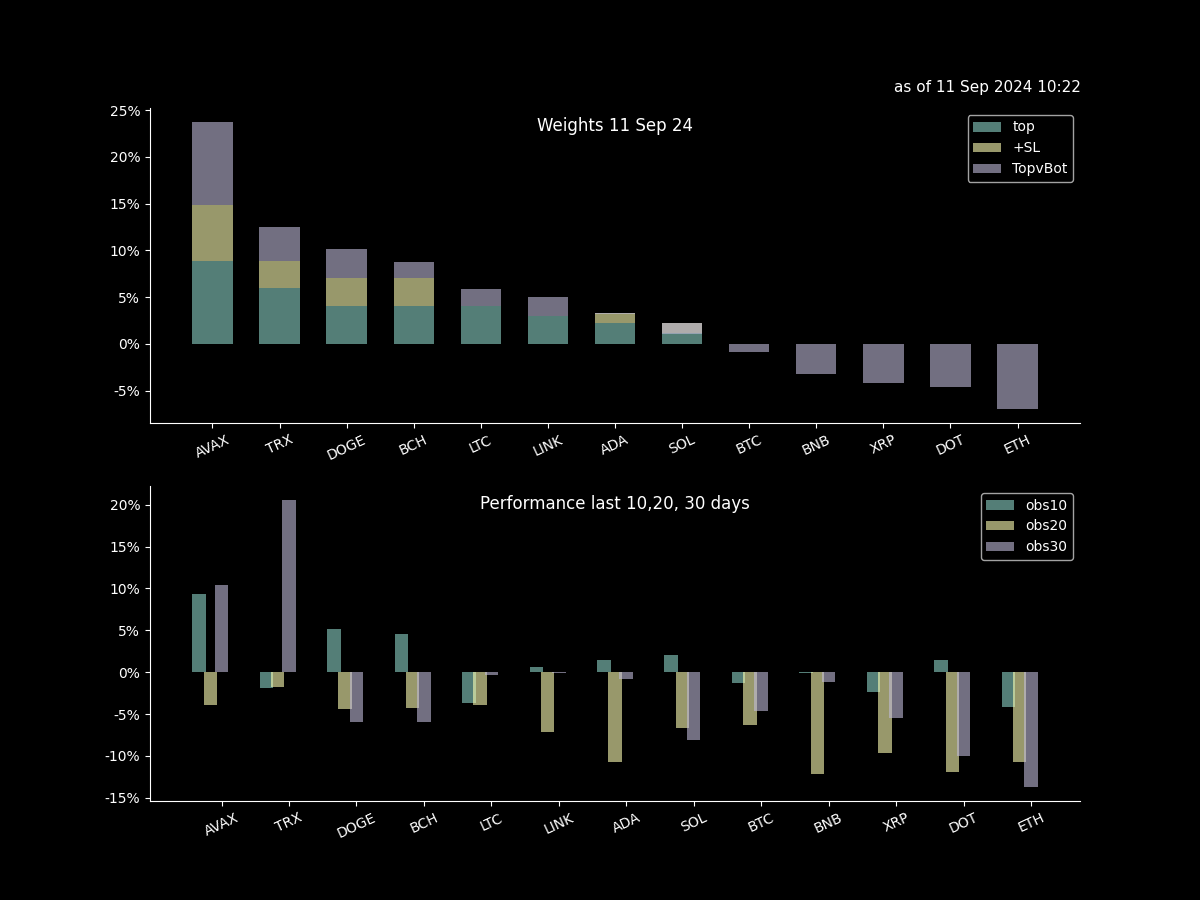 as of 11 Sep 2024 10:22
Weights 11 Sep 24
25%
20%
15%
10%
5%
0%
-5%
top
+SL
TopvBot
AVAX TRX DOGE BCH LTC LINK ADA SOL BTC BNB XRP DOT ETH
Performance last 10,20, 30 days
20%
15%
10%
5%
0%
-5%
-10%
-15%
obs10
obs20
obs30
AVAX TRX DOGE BCH LTC LINK ADA SOL BTC BNB XRP DOT ETH